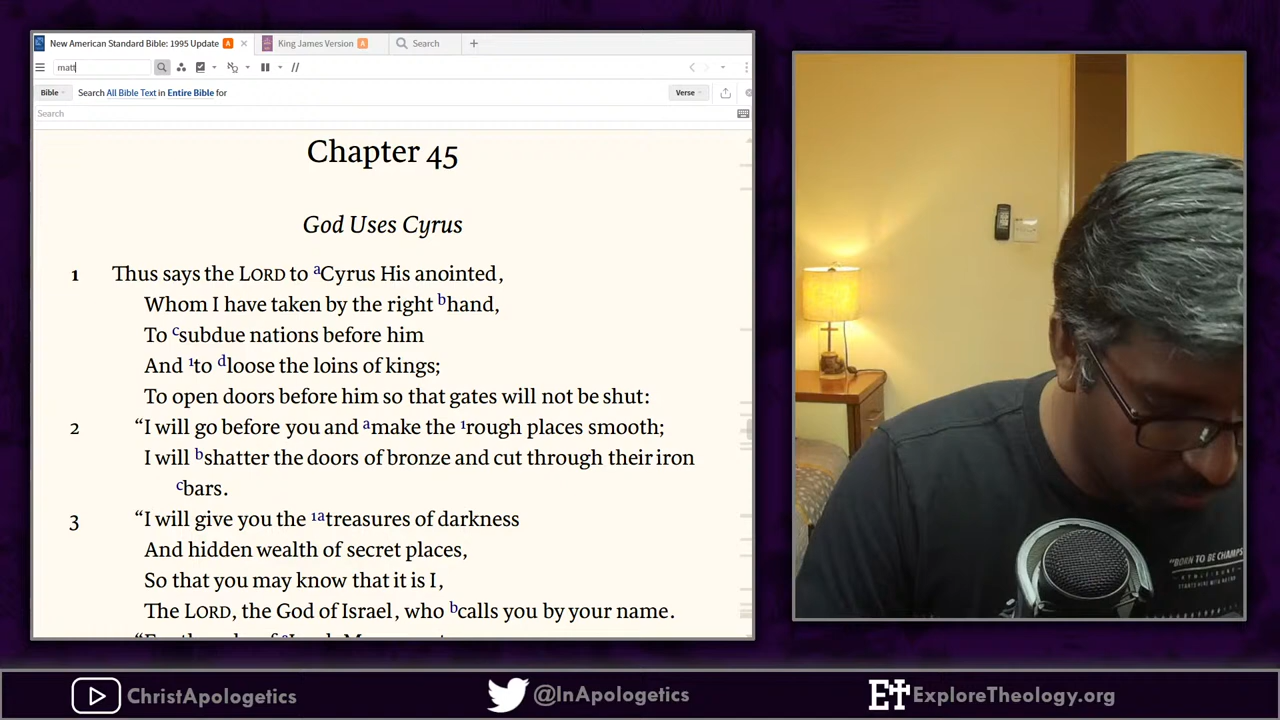 New American Standard Bible: 1995 Update A
King James Version A
Search
matt
Bible Search All Bible Text in Entire Bible for Verse
Search
Chapter 45
God Uses Cyrus
1 Thus says the LORD to aCyrus His anointed,
Whom I have taken by the right bhand,
To csubdue nations before him
And 1to dloose the loins of kings;
To open doors before him so that gates will not be shut:
2 “I will go before you and amake the 1rough places smooth;
I will bshatter the doors of bronze and cut through their iron
cbars.
3 “I will give you the 1atreasures of darkness
And hidden wealth of secret places,
So that you may know that it is I,
The LORD, the God of Israel, who bcalls you by your name.
"BORN TO BE CHAMPS
ChristApologetics
@InApologetics
ET ExploreTheology.org